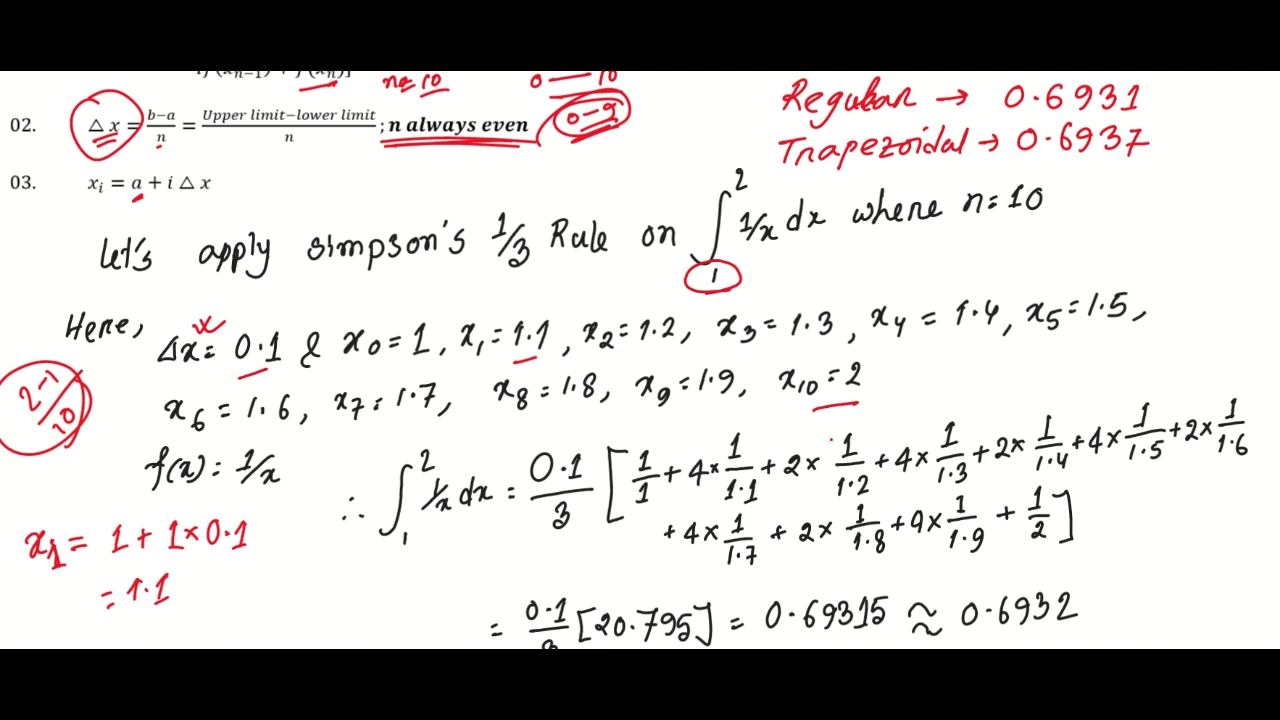 n= 10 0 — 10
02. △x = b−a/n = Upper limit−lower limit/n ; n always even 0-9
Regular → 0.6931
Trapezoidal → 0.6937
03. xᵢ = a + i △ x
Let's apply simpson's 1/3 Rule on ∫₁² 1/x dx where n=10
Here, Δx= 0.1 & x₀ = 1, x₁ = 1.1, x₂ = 1.2, x₃ = 1.3, x₄ = 1.4, x₅ = 1.5,
2-1/10
x₆ = 1.6, x₇ = 1.7, x₈ = 1.8, x₉ = 1.9, x₁₀ = 2
f(x) = 1/x
∴ ∫₁² 1/x dx = 0.1/3 [1/1 + 4×1/1.1 + 2×1/1.2 + 4×1/1.3 + 2×1/1.4 + 4×1/1.5 + 2×1/1.6
+ 4×1/1.7 + 2×1/1.8 + 4×1/1.9 + 1/2]
x₁ = 1 + 1×0.1
= 1.1
= 0.1/3 [20.795] = 0.69315 ≈ 0.6932